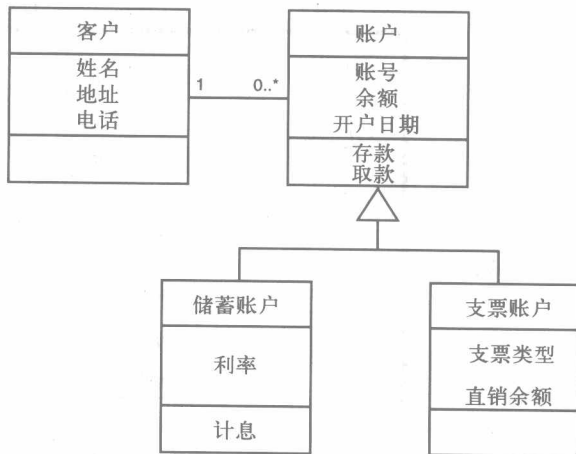 客户
姓名
地址
电话
1
0..*
账户
账号
余额
开户日期
存款
取款
储蓄账户
利率
计息
支票账户
支票类型
直销余额